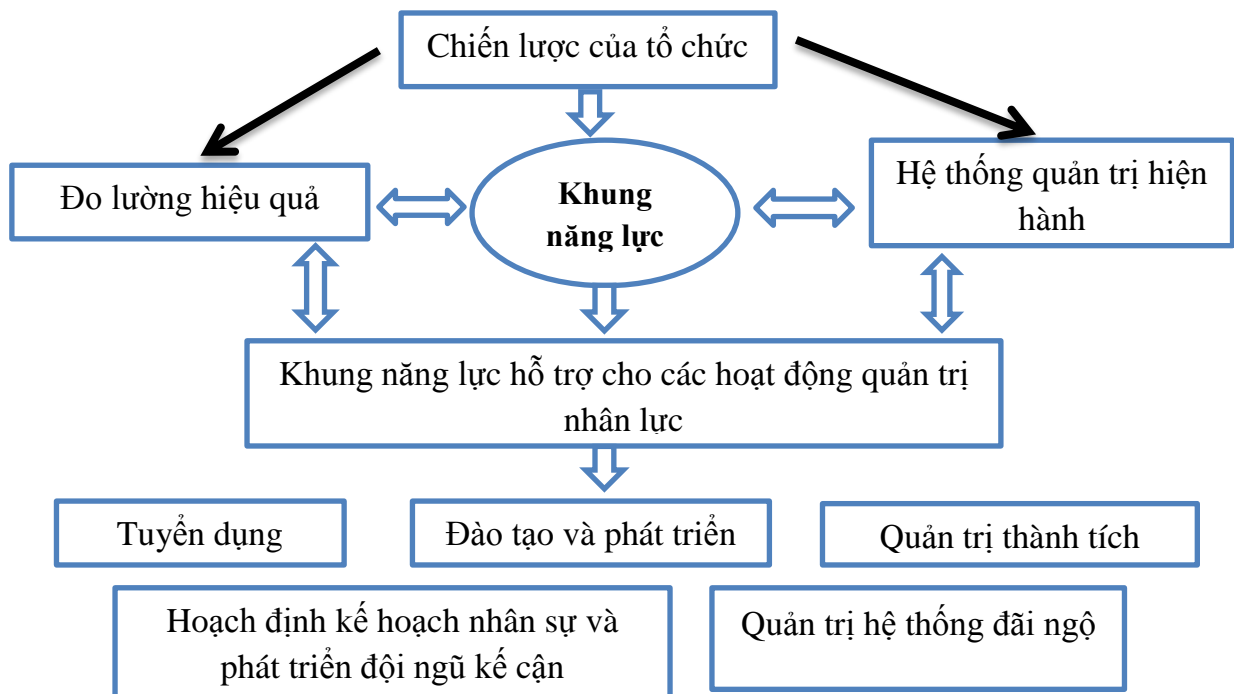 Chiến lược của tổ chức
Đo lường hiệu quả
Khung
năng lực
Hệ thống quản trị hiện
hành
Khung năng lực hỗ trợ cho các hoạt động quản trị
nhân lực
Tuyển dụng
Đào tạo và phát triển
Quản trị thành tích
Hoạch định kế hoạch nhân sự và
phát triển đội ngũ kế cận
Quản trị hệ thống đãi ngộ